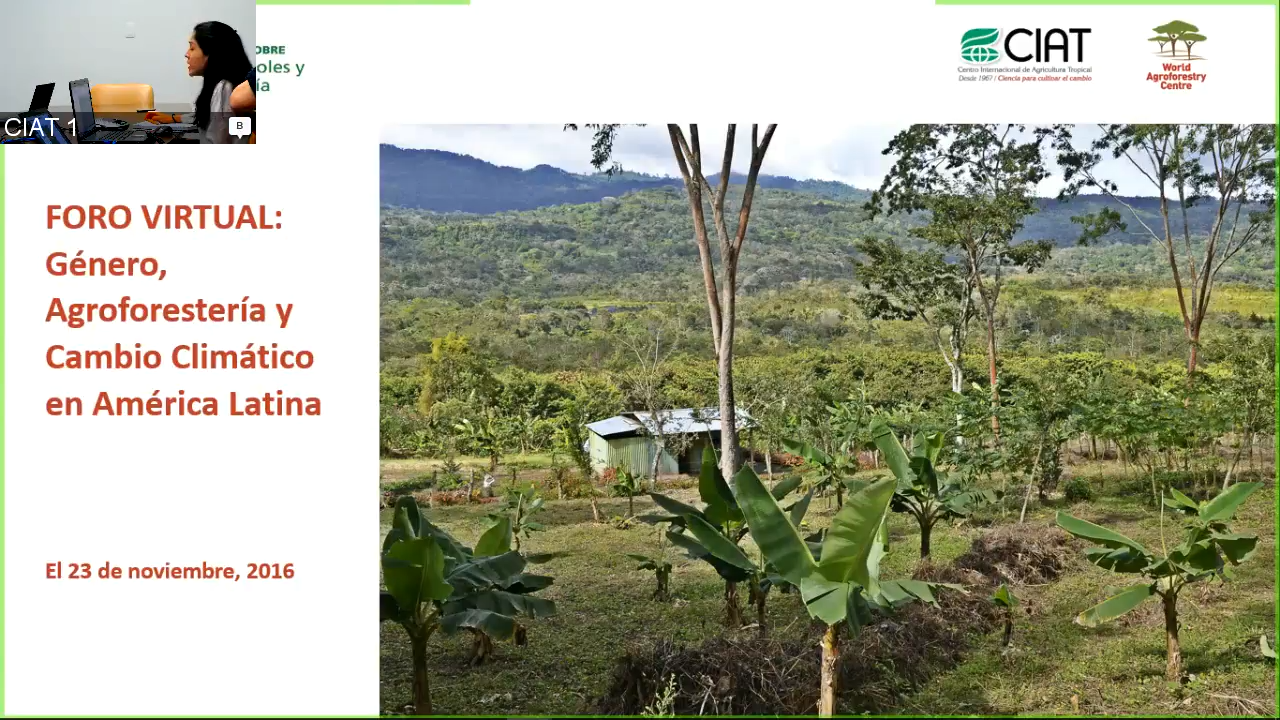 CIAT 1
B
OBRE
oles y
ía
CIAT
Centro Internacional de Agricultura Tropical
Desde 1967 / Ciencia para cultivar el cambio
World
Agroforestry
Centre
FORO VIRTUAL:
Género,
Agroforestería y
Cambio Climático
en América Latina
El 23 de noviembre, 2016